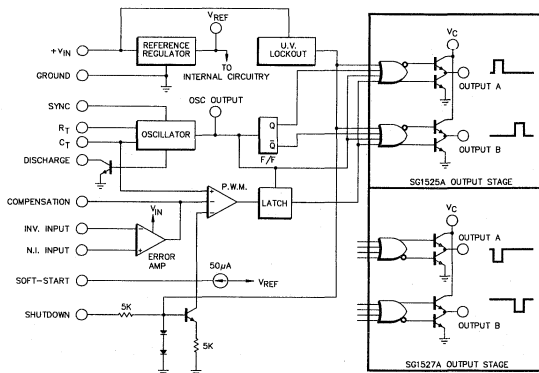 +VIN
REFERENCE
REGULATOR
VREF
TO
INTERNAL CIRCUITRY
U.V.
LOCKOUT
GROUND
SYNC
RT
CT
DISCHARGE
OSCILLATOR
OSC OUTPUT
Q
Q̅
F/F
P.W.M.
LATCH
COMPENSATION
INV. INPUT
N.I. INPUT
VIN
ERROR
AMP
SOFT-START
50µA
VREF
SHUTDOWN
5K
5K
VC
OUTPUT A
OUTPUT B
SG1525A OUTPUT STAGE
VC
OUTPUT A
OUTPUT B
SG1527A OUTPUT STAGE